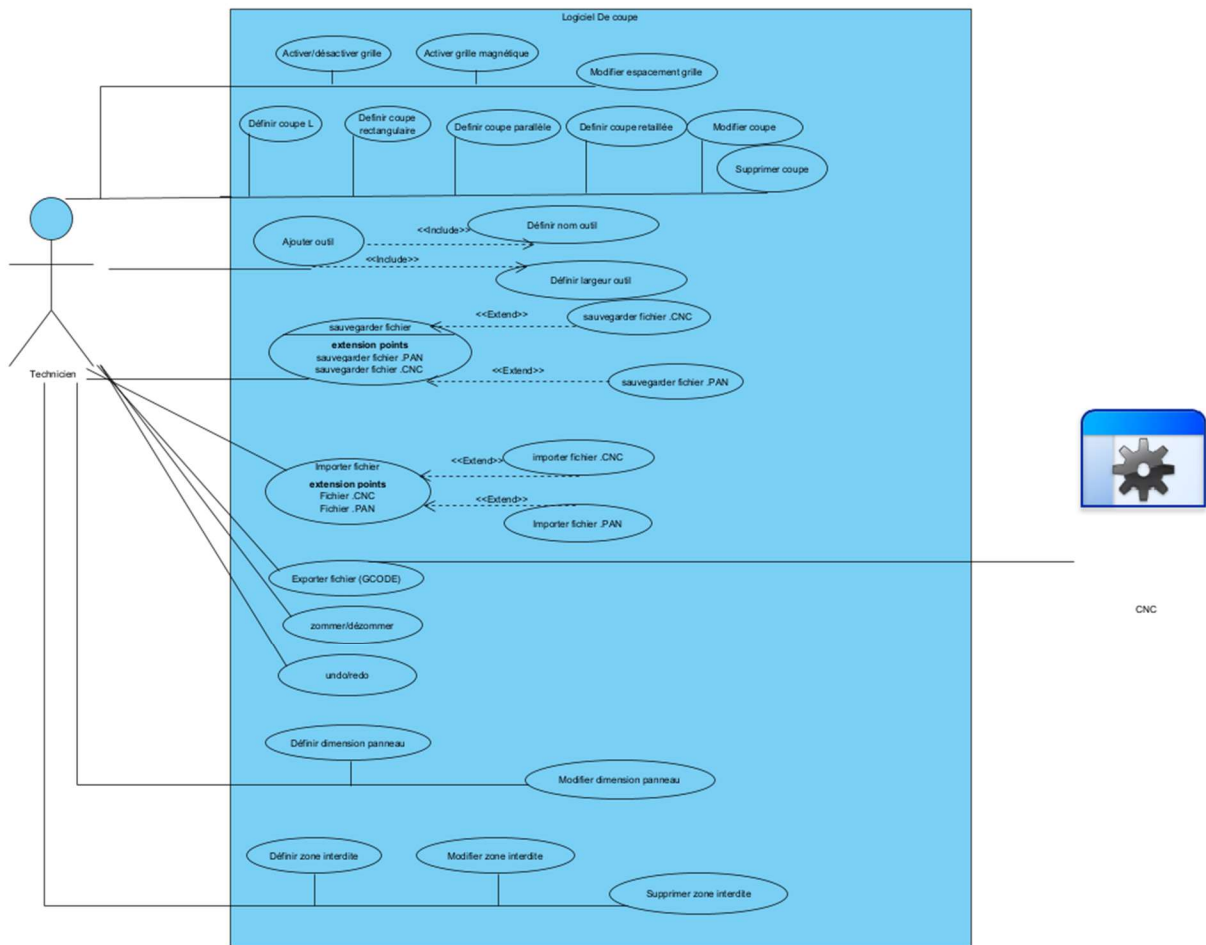 Logiciel De coupe
Activer/désactiver grille
Activer grille magnétique
Modifier espacement grille
Définir coupe L
Definir coupe
rectangulaire
Definir coupe parallèle
Definir coupe retaillée
Modifier coupe
Supprimer coupe
Ajouter outil
<<Include>>
Définir nom outil
<<Include>>
Définir largeur outil
sauvegarder fichier
extension points
sauvegarder fichier .PAN
sauvegarder fichier .CNC
<<Extend>>
sauvegarder fichier .CNC
<<Extend>>
sauvegarder fichier .PAN
Technicien
Importer fichier
extension points
Fichier .CNC
Fichier .PAN
<<Extend>>
importer fichier .CNC
<<Extend>>
Importer fichier .PAN
Exporter fichier (GCODE)
CNC
zommer/dézommer
undo/redo
Définir dimension panneau
Modifier dimension panneau
Définir zone interdite
Modifier zone interdite
Supprimer zone interdite